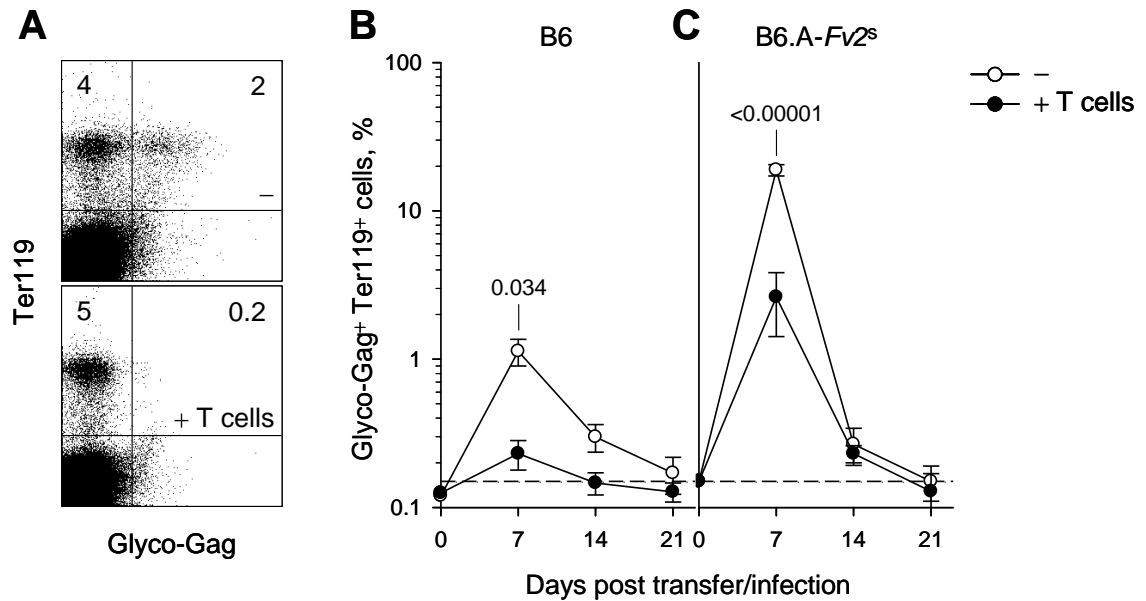 A
4 2
–
5 0.2
+ T cells
Ter119
Glyco-Gag
B
B6
C
B6.A-Fv2s
– 
+ T cells
Glyco-Gag+ Ter119+ cells, %
100
10
1
0.1
0.034
<0.00001
0 7 14 21 0 7 14 21
Days post transfer/infection